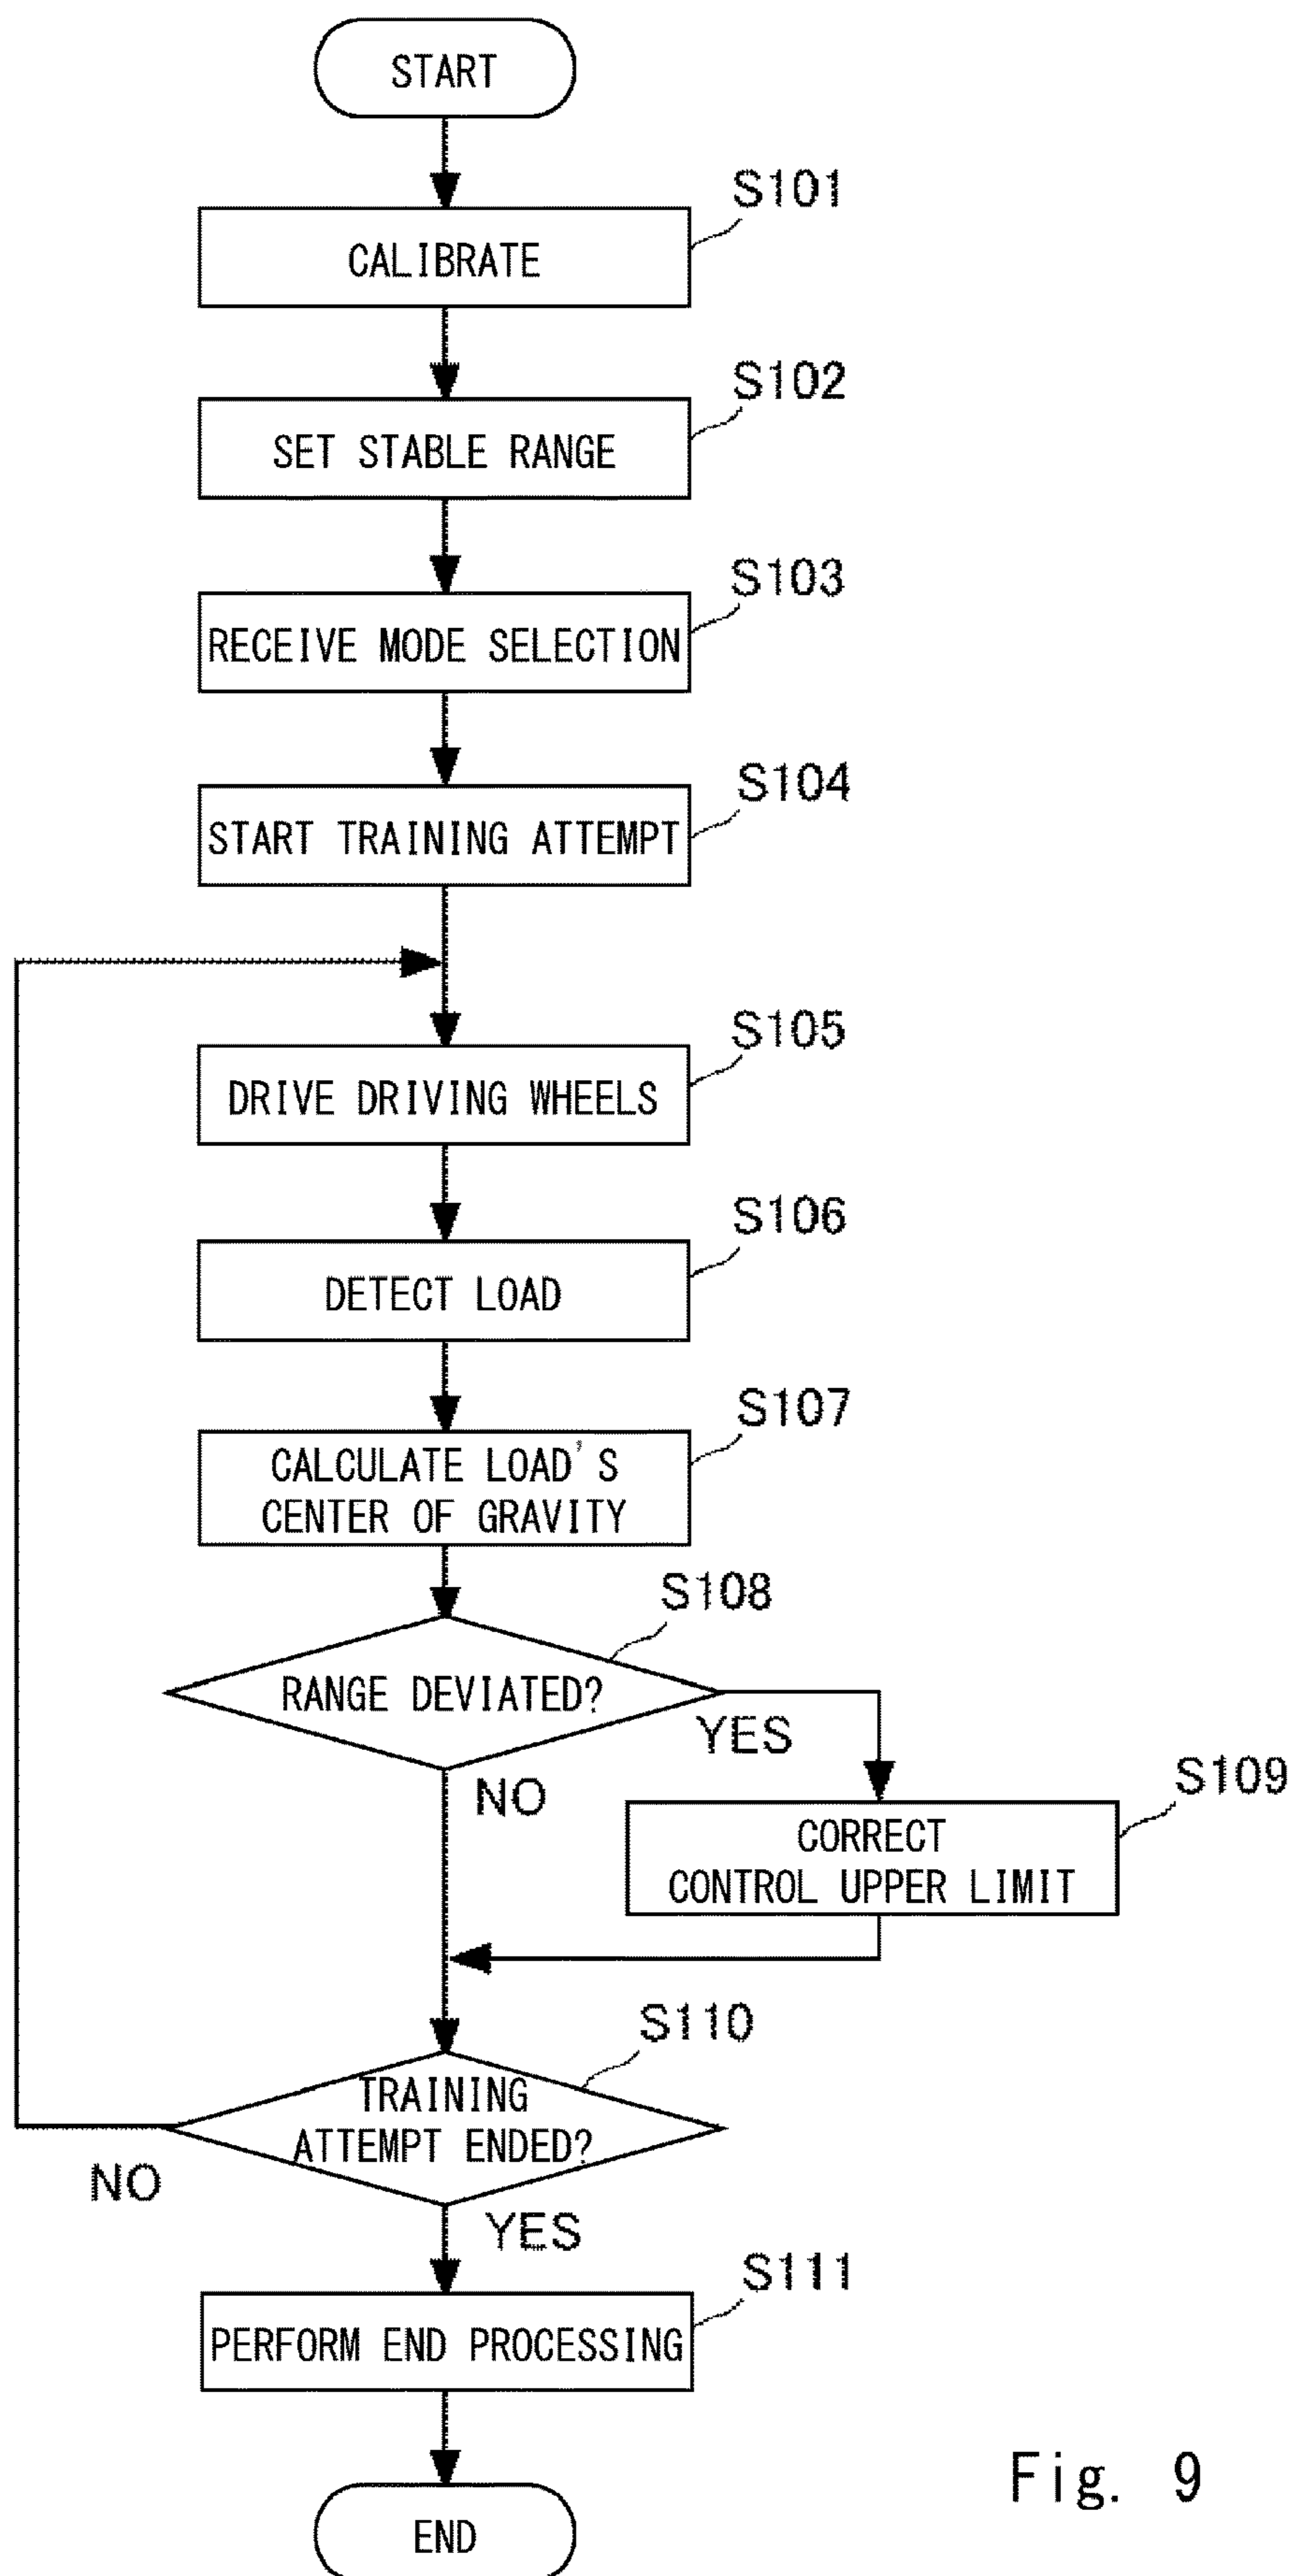 START
S101
CALIBRATE
S102
SET STABLE RANGE
S103
RECEIVE MODE SELECTION
S104
START TRAINING ATTEMPT
S105
DRIVE DRIVING WHEELS
S106
DETECT LOAD
S107
CALCULATE LOAD'S
CENTER OF GRAVITY
S108
RANGE DEVIATED?
YES
NO
S109
CORRECT
CONTROL UPPER LIMIT
S110
TRAINING
ATTEMPT ENDED?
NO
YES
S111
PERFORM END PROCESSING
END
Fig. 9